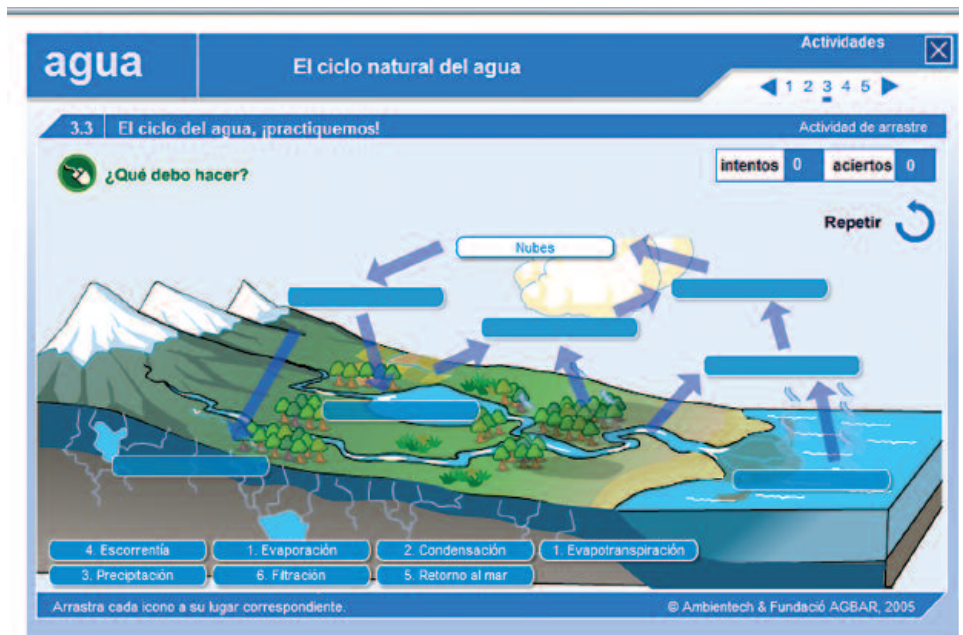 agua
El ciclo natural del agua
Actividades
1 2 3 4 5
3.3 El ciclo del agua, ¡practiquemos!
Actividad de arrastre
¿Qué debo hacer?
intentos 0 aciertos 0
Repetir
Nubes
4. Escorrentía
1. Evaporación
2. Condensación
1. Evapotranspiración
3. Precipitación
6. Filtración
5. Retorno al mar
Arrastra cada icono a su lugar correspondiente.
© Ambientech & Fundació AGBAR, 2005